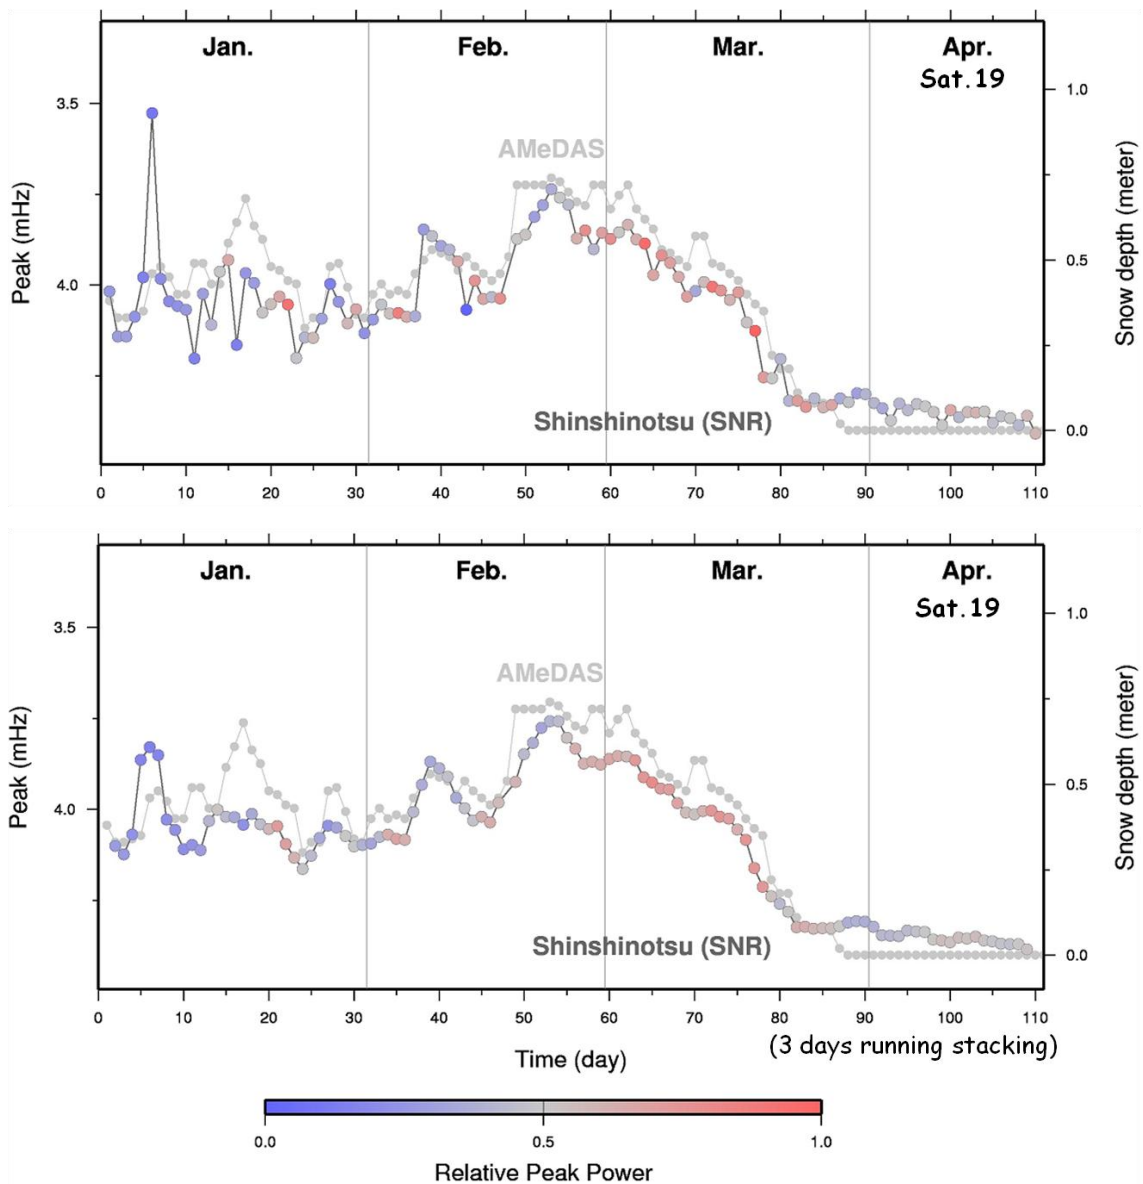 Jan. Feb. Mar. Apr.
Sat.19
3.5 1.0
AMeDAS
Peak (mHz)
Snow depth (meter)
4.0 0.5
Shinshinotsu (SNR)
0.0
0 10 20 30 40 50 60 70 80 90 100 110
Jan. Feb. Mar. Apr.
Sat.19
3.5 1.0
AMeDAS
Peak (mHz)
Snow depth (meter)
4.0 0.5
Shinshinotsu (SNR)
0.0
0 10 20 30 40 50 60 70 80 90 100 110
(3 days running stacking)
Time (day)
0.0 0.5 1.0
Relative Peak Power